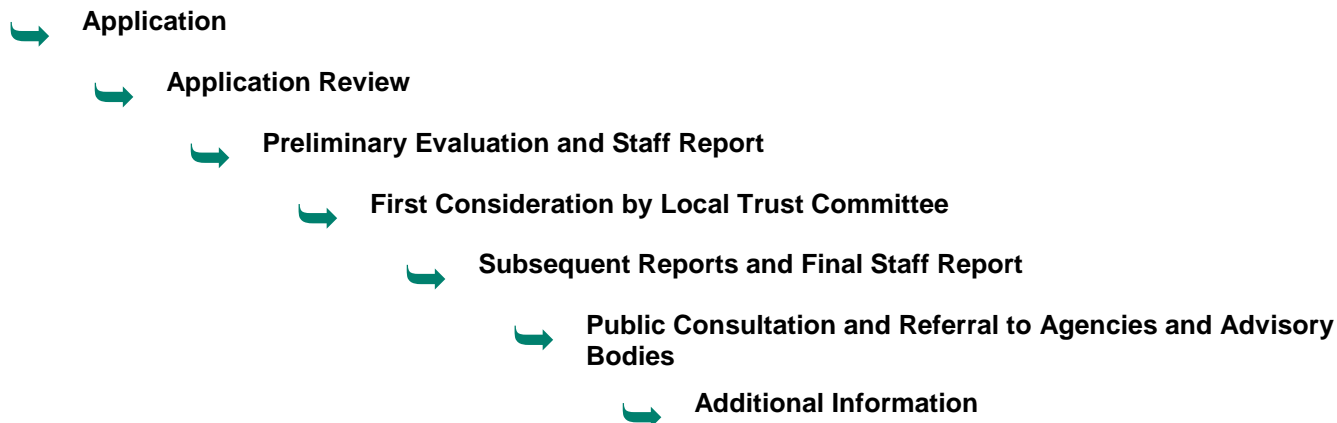 Application
Application Review
Preliminary Evaluation and Staff Report
First Consideration by Local Trust Committee
Subsequent Reports and Final Staff Report
Public Consultation and Referral to Agencies and Advisory
Bodies
Additional Information